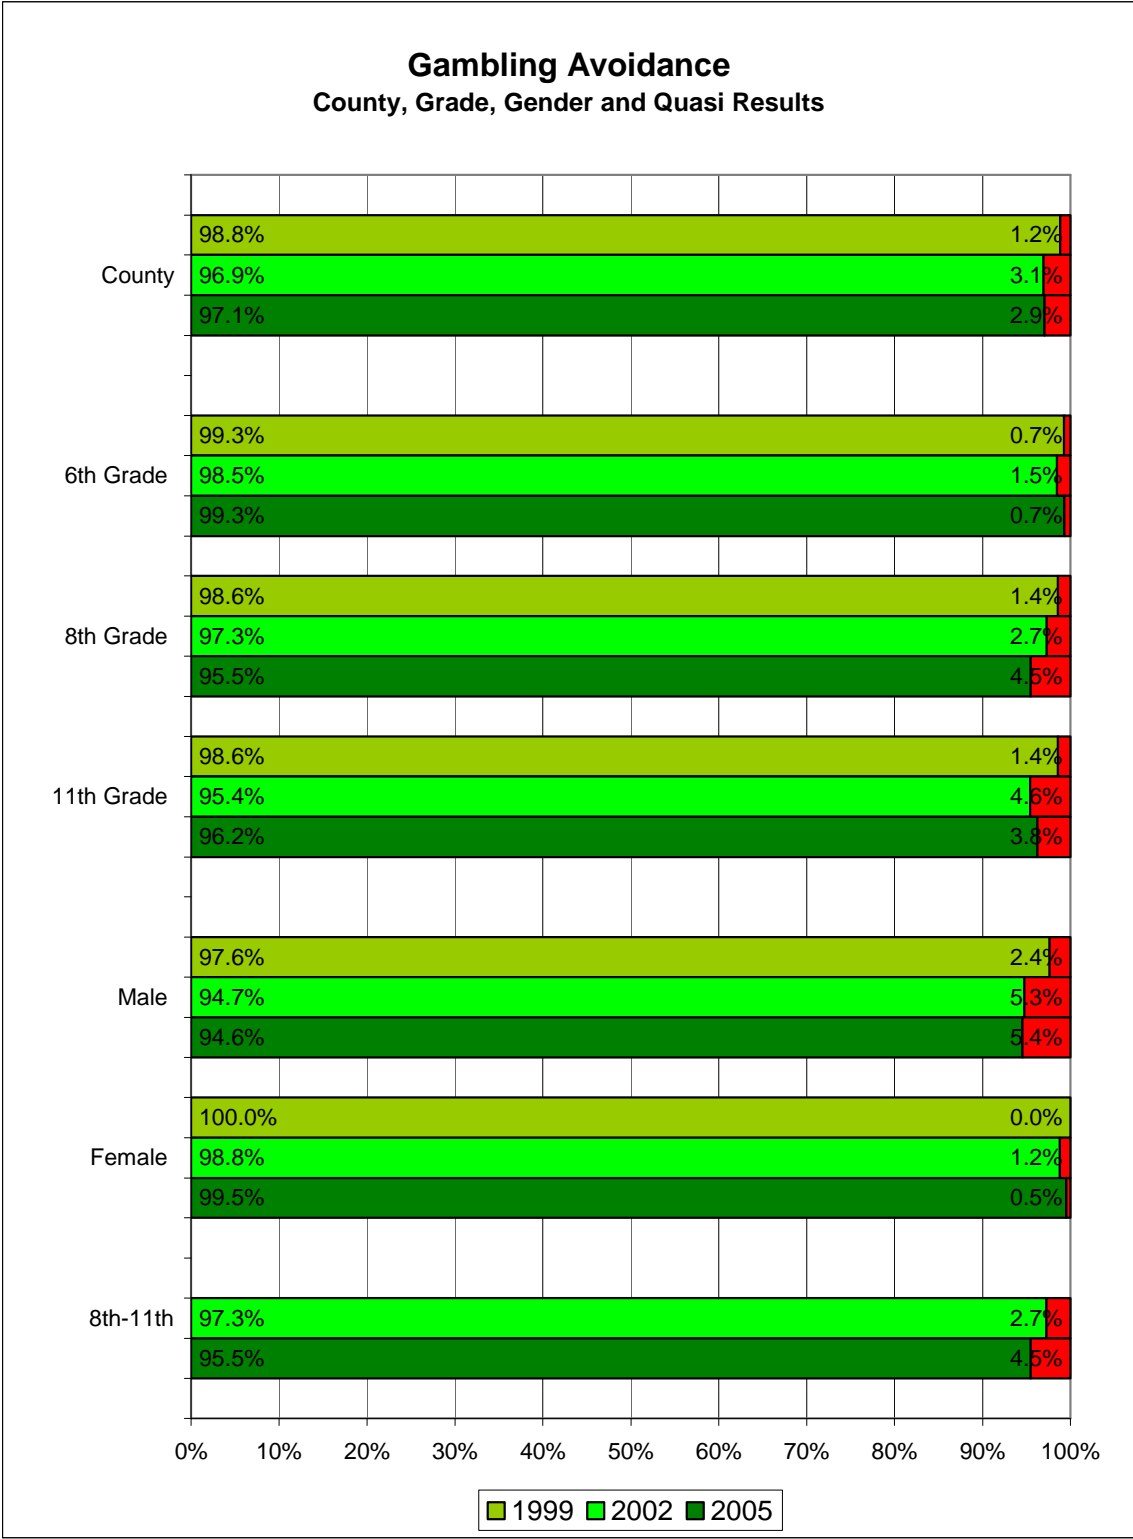 Gambling Avoidance
County, Grade, Gender and Quasi Results
98.8% 1.2%
County 96.9% 3.1%
97.1% 2.9%
99.3% 0.7%
6th Grade 98.5% 1.5%
99.3% 0.7%
98.6% 1.4%
8th Grade 97.3% 2.7%
95.5% 4.5%
98.6% 1.4%
11th Grade 95.4% 4.6%
96.2% 3.8%
97.6% 2.4%
Male 94.7% 5.3%
94.6% 5.4%
100.0% 0.0%
Female 98.8% 1.2%
99.5% 0.5%
8th-11th 97.3% 2.7%
95.5% 4.5%
0% 10% 20% 30% 40% 50% 60% 70% 80% 90% 100%
1999 2002 2005